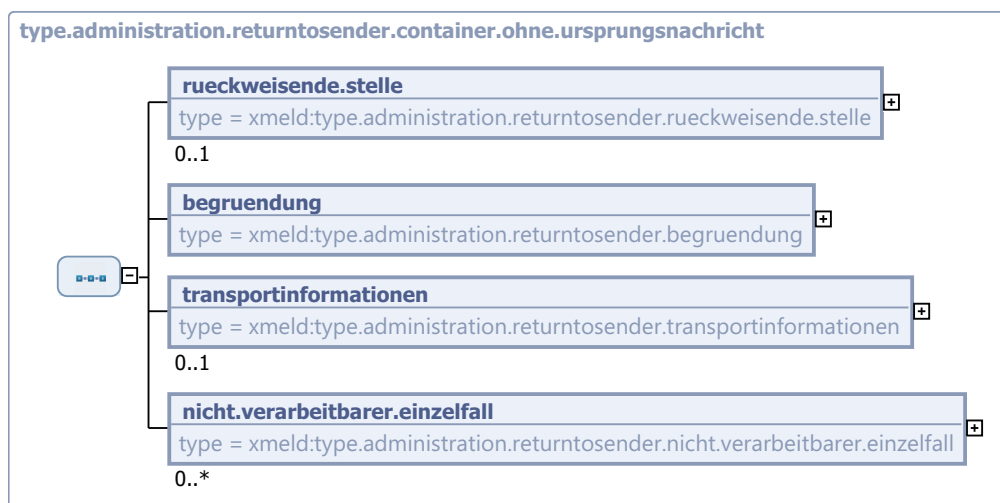 type.administration.returntosender.container.ohne.ursprungsnachricht
rueckweisende.stelle
type = xmeld:type.administration.returntosender.rueckweisende.stelle
0..1
begruendung
type = xmeld:type.administration.returntosender.begruendung
transportinformationen
type = xmeld:type.administration.returntosender.transportinformationen
0..1
nicht.verarbeitbarer.einzelfall
type = xmeld:type.administration.returntosender.nicht.verarbeitbarer.einzelfall
0..*